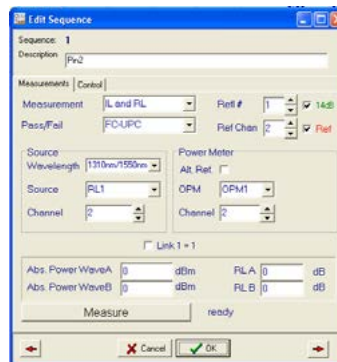 Edit Sequence
Sequence: 1
Description Pin2
Measurements Control
Measurement IL and RL Refl # 1 14dB
Pass/Fail FC-UPC Ref Chan 2 Ref
Source Power Meter
Wavelength 1310nm/1550nm Alt. Ref.
Source RL1 OPM OPM1
Channel 2 Channel 2
Link 1 = 1
Abs. Power WaveA 0 dBm RL A 0 dB
Abs. Power WaveB 0 dBm RL B 0 dB
Measure ready
Cancel OK